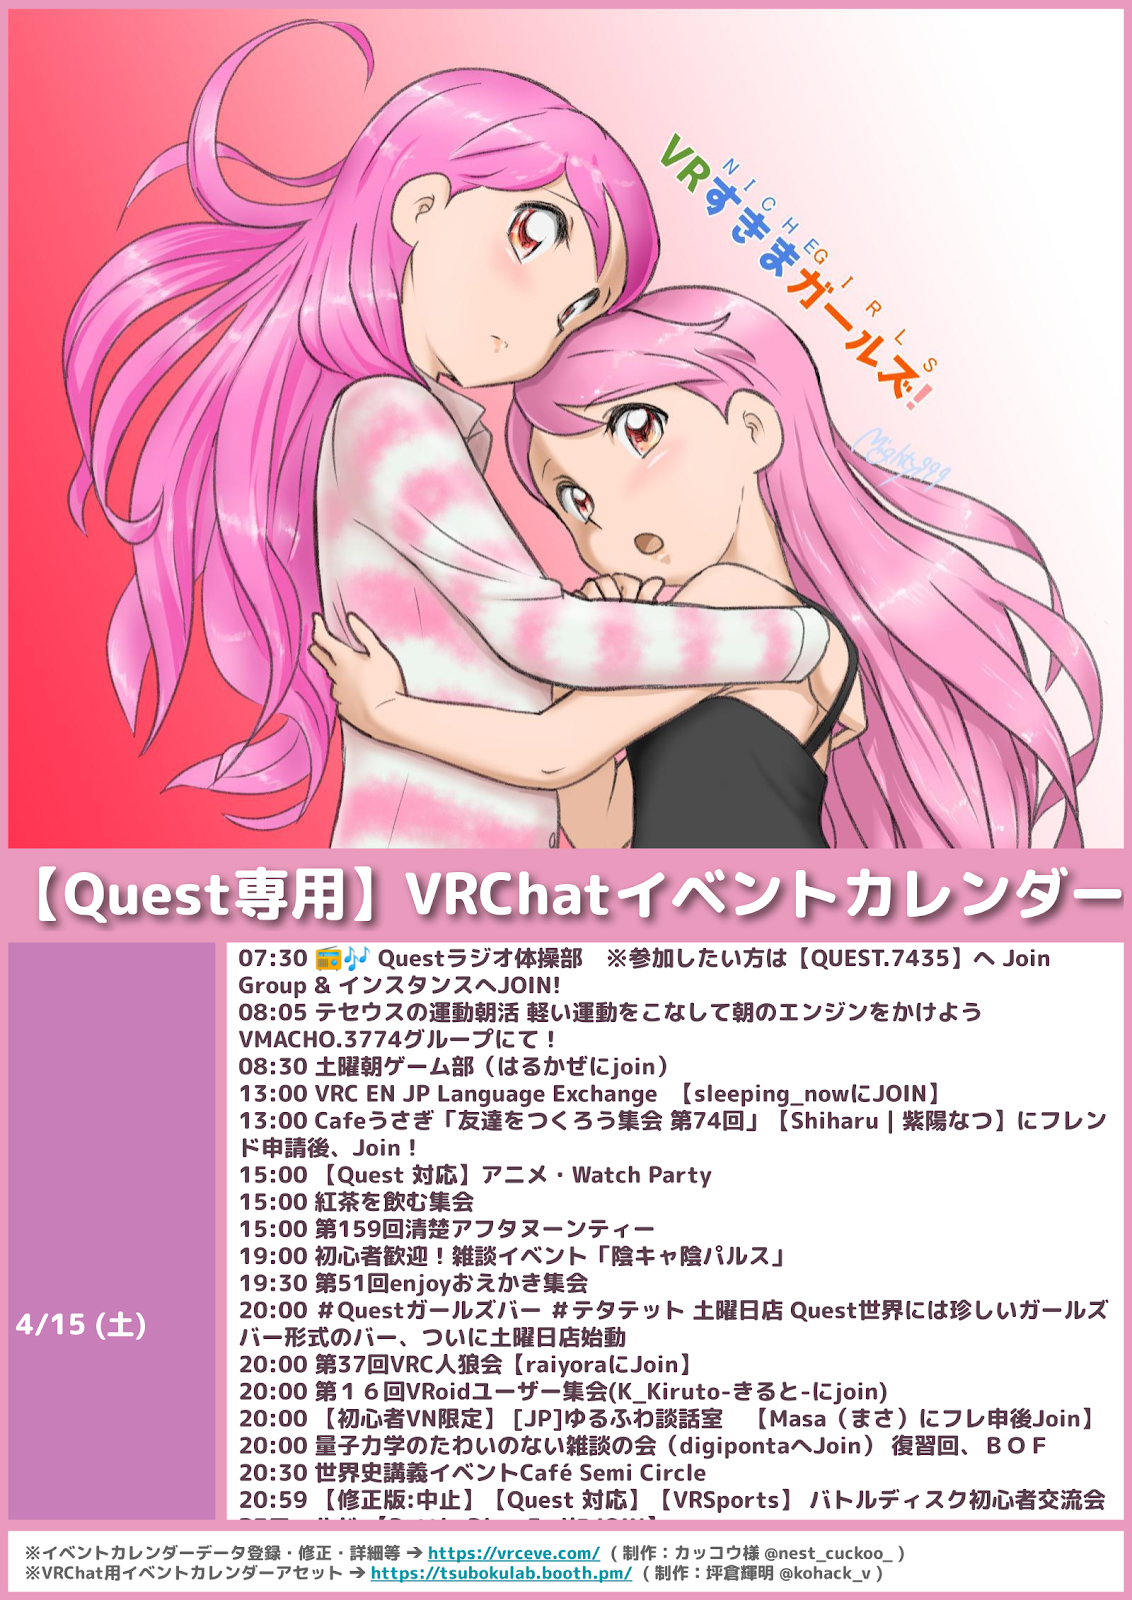 NICHE GIRLS
VRすきまガールズ!
Mighty999
【Quest専用】VRChatイベントカレンダー
4/15 (土)
07:30 📻🎶 Questラジオ体操部　※参加したい方は【QUEST.7435】へ Join
Group & インスタンスへJOIN!
08:05 テセウスの運動朝活 軽い運動をこなして朝のエンジンをかけよう
VMACHO.3774グループにて！
08:30 土曜朝ゲーム部（はるかぜにjoin）
13:00 VRC EN JP Language Exchange 【sleeping_nowにJOIN】
13:00 Cafeうさぎ「友達をつくろう集会 第74回」【Shiharu | 紫陽なつ】にフレン
ド申請後、Join！
15:00 【Quest 対応】アニメ・Watch Party
15:00 紅茶を飲む集会
15:00 第159回清楚アフタヌーンティー
19:00 初心者歓迎！雑談イベント「陰キャ陰パルス」
19:30 第51回enjoyおえかき集会
20:00 ＃Questガールズバー ＃テタテット 土曜日店 Quest世界には珍しいガールズ
バー形式のバー、ついに土曜日店始動
20:00 第37回VRC人狼会【raiyoraにJoin】
20:00 第１６回VRoidユーザー集会(K_Kiruto-きると-にjoin)
20:00 【初心者VN限定】 [JP]ゆるふわ談話室　【Masa（まさ）にフレ申後Join】
20:00 量子力学のたわいのない雑談の会（digipontaへJoin） 復習回、ＢＯＦ
20:30 世界史講義イベントCafé Semi Circle
20:59 【修正版:中止】【Quest 対応】【VRSports】 バトルディスク初心者交流会
※イベントカレンダーデータ登録・修正・詳細等 ➔ https://vrceve.com/ （ 制作：カッコウ様 @nest_cuckoo_ ）
※VRChat用イベントカレンダーアセット ➔ https://tsubokulab.booth.pm/ （ 制作：坪倉輝明 @kohack_v ）